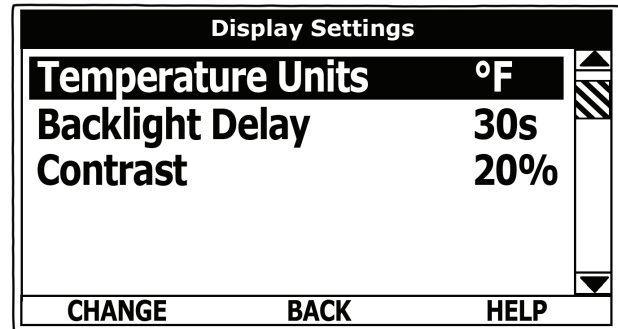 Display Settings
Temperature Units °F
Backlight Delay 30s
Contrast 20%
CHANGE BACK HELP